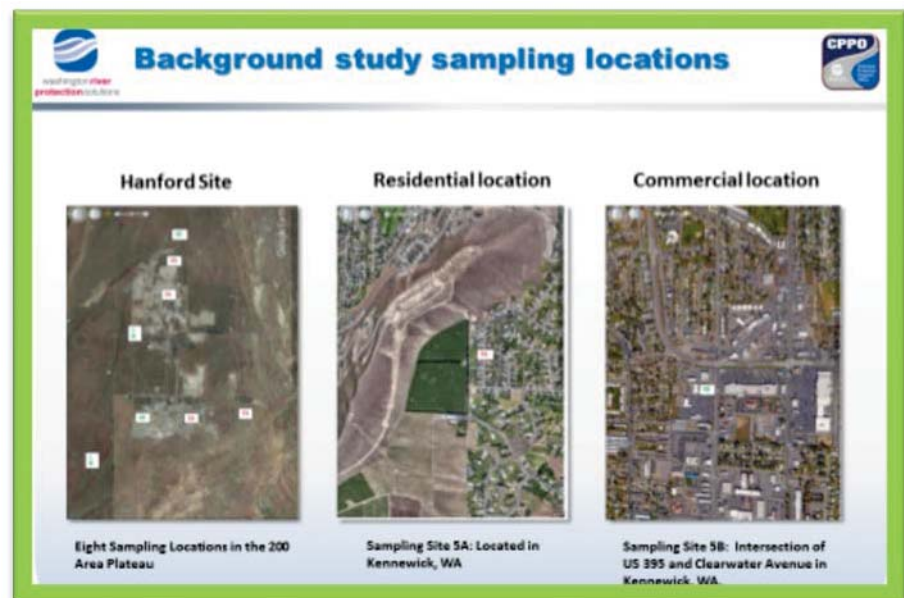 Background study sampling locations
washingtonriver
protectionsolutions
CPPO
Hanford Site
Residential location
Commercial location
Eight Sampling Locations in the 200
Area Plateau
Sampling Site 5A: Located in
Kennewick, WA
Sampling Site 5B: Intersection of
US 395 and Clearwater Avenue in
Kennewick, WA.